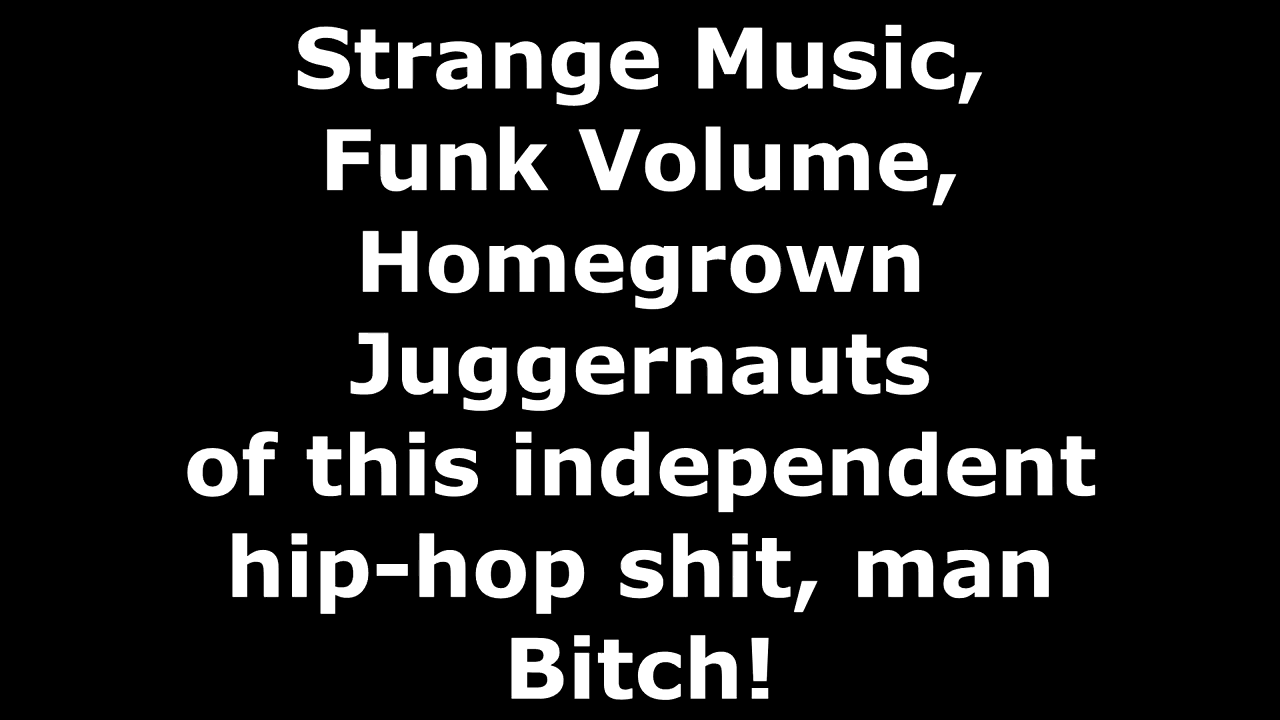 Strange Music,
Funk Volume,
Homegrown
Juggernauts
of this independent
hip-hop shit, man
Bitch!